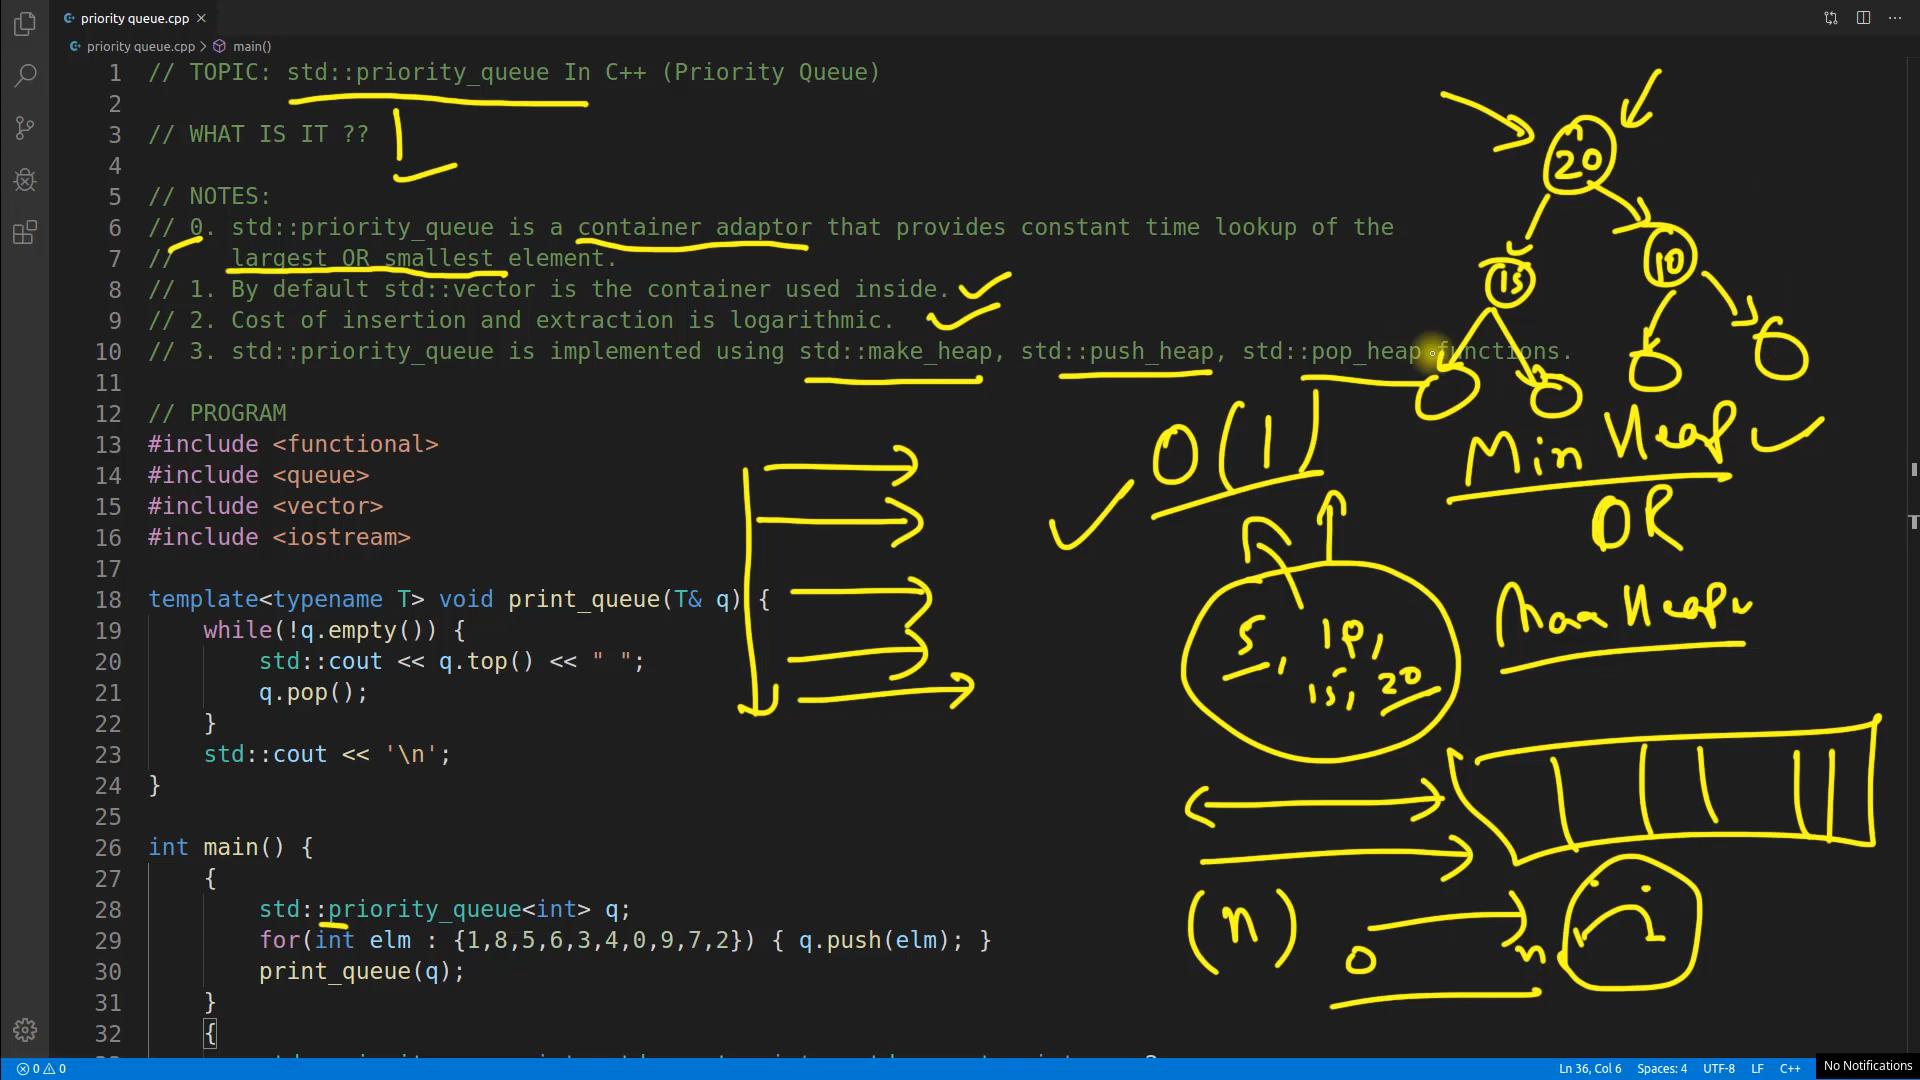 priority queue.cpp
priority queue.cpp > main()
1 // TOPIC: std::priority_queue In C++ (Priority Queue)
2
3 // WHAT IS IT ??
4
5 // NOTES:
6 // 0. std::priority_queue is a container adaptor that provides constant time lookup of the
7 // largest OR smallest element.
8 // 1. By default std::vector is the container used inside.
9 // 2. Cost of insertion and extraction is logarithmic.
10 // 3. std::priority_queue is implemented using std::make_heap, std::push_heap, std::pop_heap functions.
11
12 // PROGRAM
13 #include <functional>
14 #include <queue>
15 #include <vector>
16 #include <iostream>
17
18 template<typename T> void print_queue(T& q) {
19 while(!q.empty()) {
20 std::cout << q.top() << " ";
21 q.pop();
22 }
23 std::cout << '\n';
24 }
25
26 int main() {
27 {
28 std::priority_queue<int> q;
29 for(int elm : {1,8,5,6,3,4,0,9,7,2}) { q.push(elm); }
30 print_queue(q);
31 }
32 {
20
15 10
O(1)
Min Heap
OR
Max Heap
5, 10,
15, 20
(n) 0 n
0 0
Ln 36, Col 6 Spaces: 4 UTF-8 LF C++ No Notifications